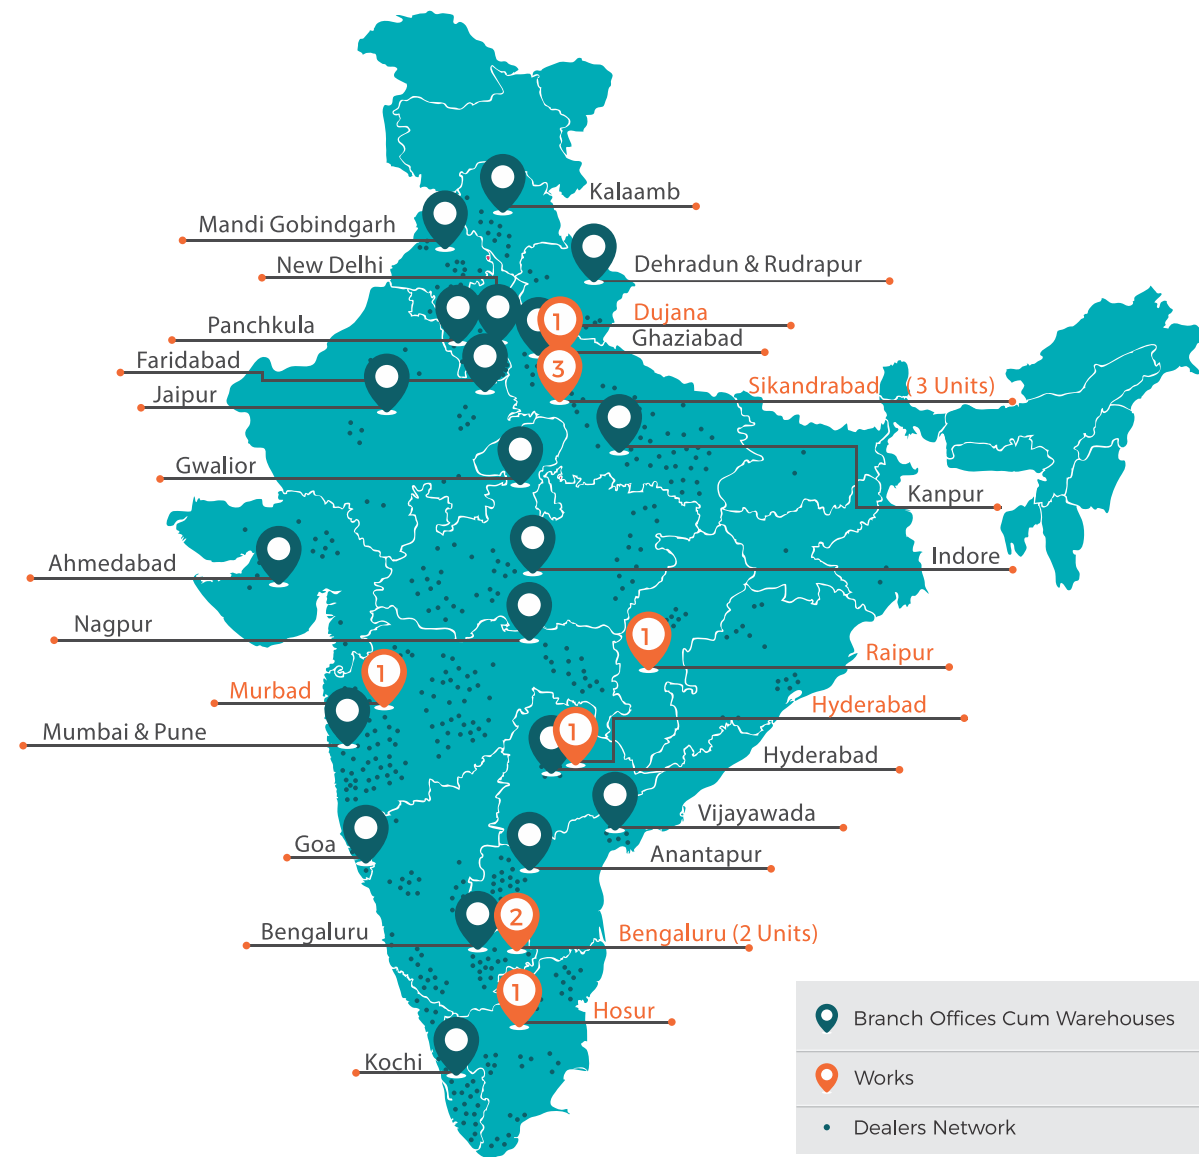 Kalaamb
Mandi Gobindgarh
New Delhi
Dehradun & Rudrapur
Panchkula
1
Dujana
Ghaziabad
Faridabad
3
Jaipur
Sikandrabad (3 Units)
Gwalior
Kanpur
Ahmedabad
Indore
Nagpur
1
Raipur
Murbad
1
Hyderabad
Mumbai & Pune
1
Hyderabad
Vijayawada
Goa
Anantapur
2
Bengaluru
Bengaluru (2 Units)
1
Hosur
Kochi
Branch Offices Cum Warehouses
Works
Dealers Network